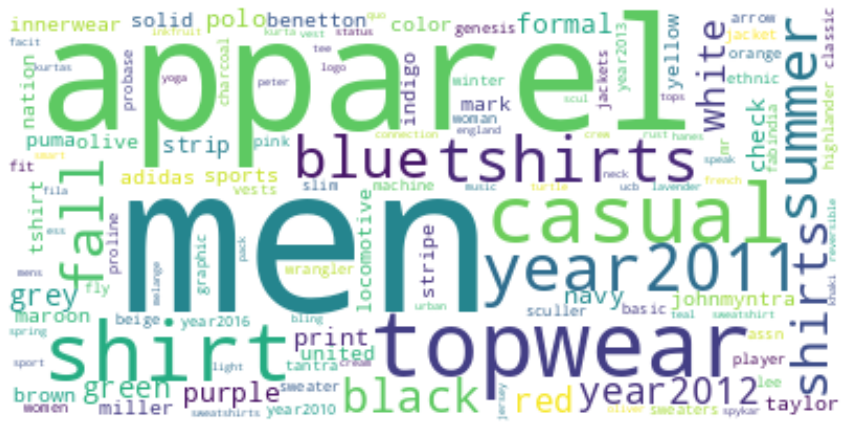 innerwear
solid
polo
benetton
quo
color
genesis
formal
arrow
jacket
classic
facit
inkfruit
kurta
vest
status
kurtas
nation
probase
apparel
charcoal
yoga
tee
peter
logo
indigo
winter
scul
jackets
tops
year2013
yellow
white
orange
ethnic
summer
highlander
mark
woman
england
puma
olive
strip
pink
connection
crew
rust
hanes
mr
check
fabindia
fit
smart
adidas
sports
blue
tshirts
speak
tshirt
fila
fall
vests
slim
machine
music
turtle
neck
ucb
lavender
french
casual
reversible
ess
mens
proline
men
locomotive
stripe
year2011
shirts
khaki
fly
melange
graphic
pack
wrangler
urban
grey
maroon
beige
year2016
bling
navy
sculler
basic
johnmyntra
teal
sweatshirt
spring
shirt
print
topwear
assn
sport
light
united
tantra
cream
player
brown
green
purple
sweater
black
jersey
red
year2012
lee
women
miller
sweatshirts
year2010
oliver
sweaters
spykar
taylor